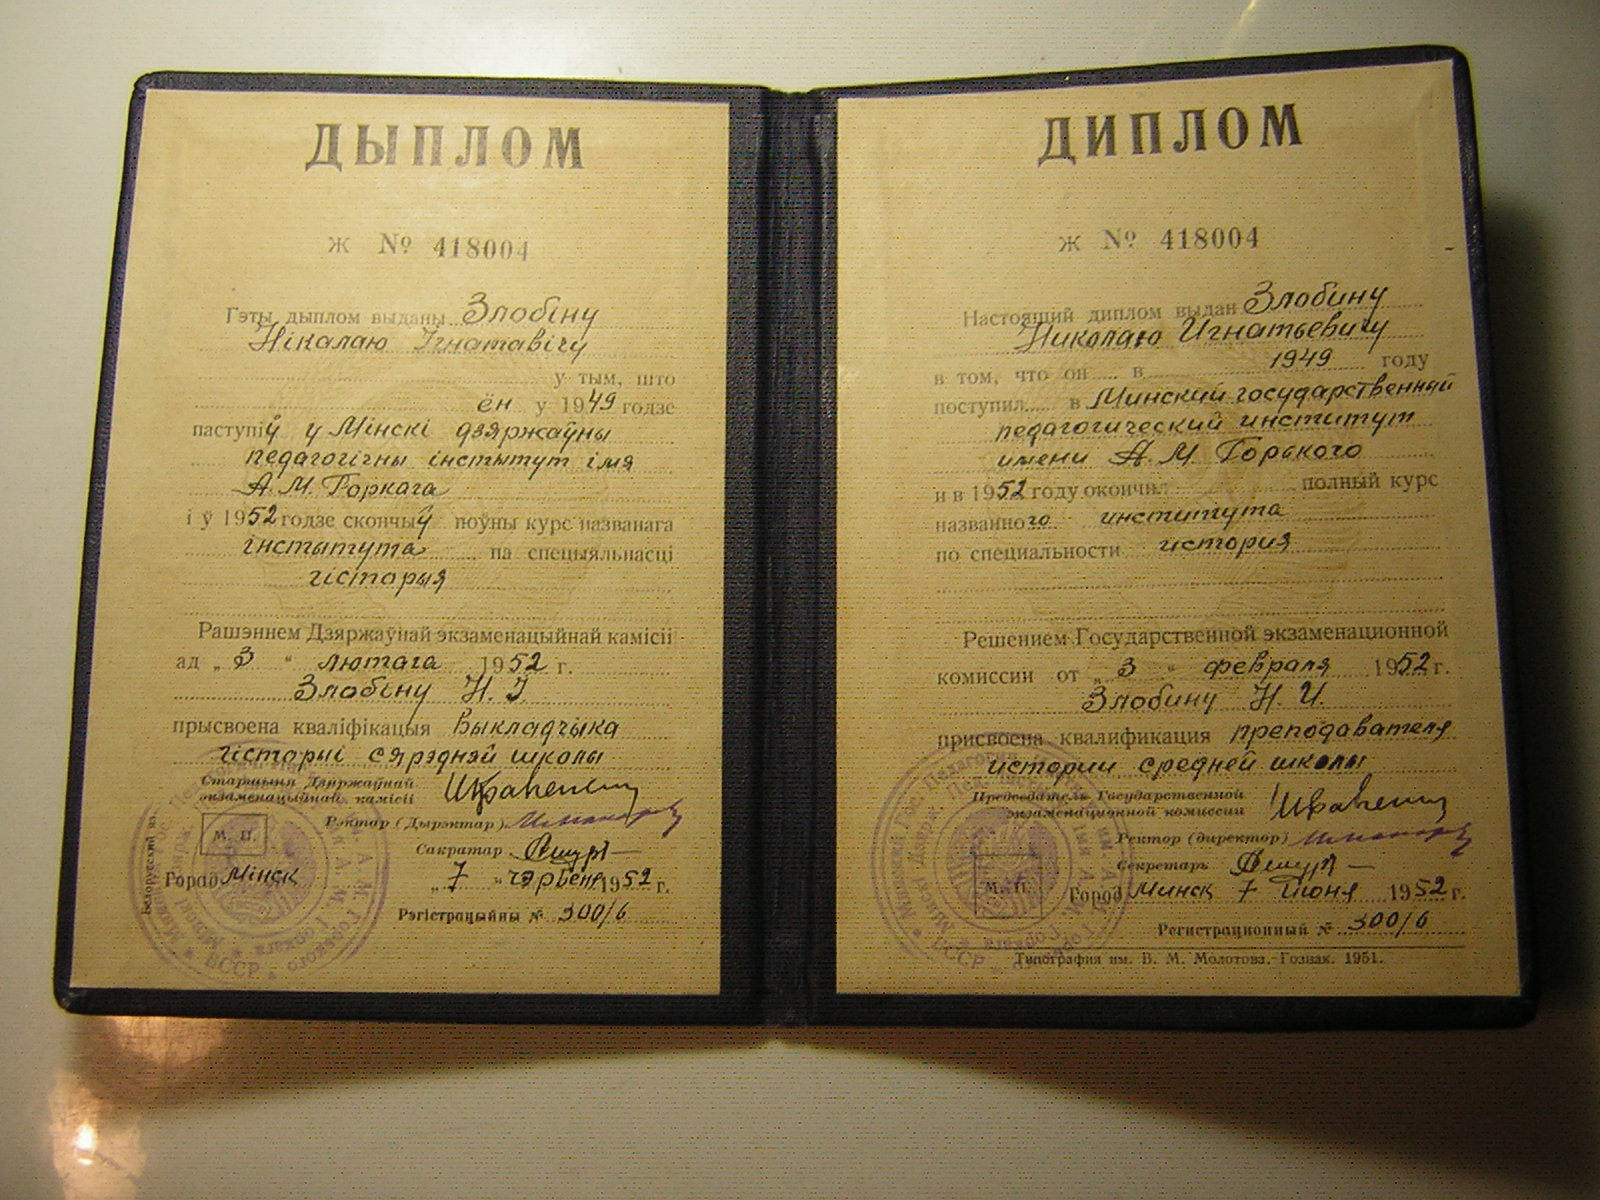 ДЫПЛОМ
Ж № 418004
Гэты дыплом выданы Злобіну
Нікалаю Ігнатавічу
у тым, што
ён у 1949 годзе
паступіў у Мінскі дзяржаўны
педагогічны інстытут імя
А. М. Горкага
і ў 1952 годзе скончыў поўны курс названага
інстытута па спецыяльнасці
гісторыя
Рашэннем Дзяржаўнай экзаменацыйнай камісіі
ад „ 3 “ лютага 1952 г.
Злобіну Н. І.
прысвоена кваліфікацыя выкладчыка
гісторыі сярэдняй школы
Старшыня Дзяржаўнай
экзаменацыйнай камісіі
Рэктар (Дырэктар)
М. П.
Сакратар
Горад Мінск „ 7 “ чэрвеня 1952 г.
Рэгістрацыйны № 300/6
Белорусский яз.
ДИПЛОМ
Ж № 418004
Настоящий диплом выдан Злобину
Николаю Игнатьевичу
в том, что он в 1949 году
поступил в Минский государственный
педагогический институт
имени А. М. Горького
и в 1952 году окончил полный курс
названного института
по специальности история
Решением Государственной экзаменационной
комиссии от „ 3 “ февраля 1952 г.
Злобину Н. И.
присвоена квалификация преподавателя
истории средней школы
Председатель Государственной
экзаменационной комиссии
Ректор (директор)
Секретарь
М. П.
Город Минск 7 июня 1952 г.
Регистрационный № 300/6
Типография им. В. М. Молотова.-Гознак. 1951.